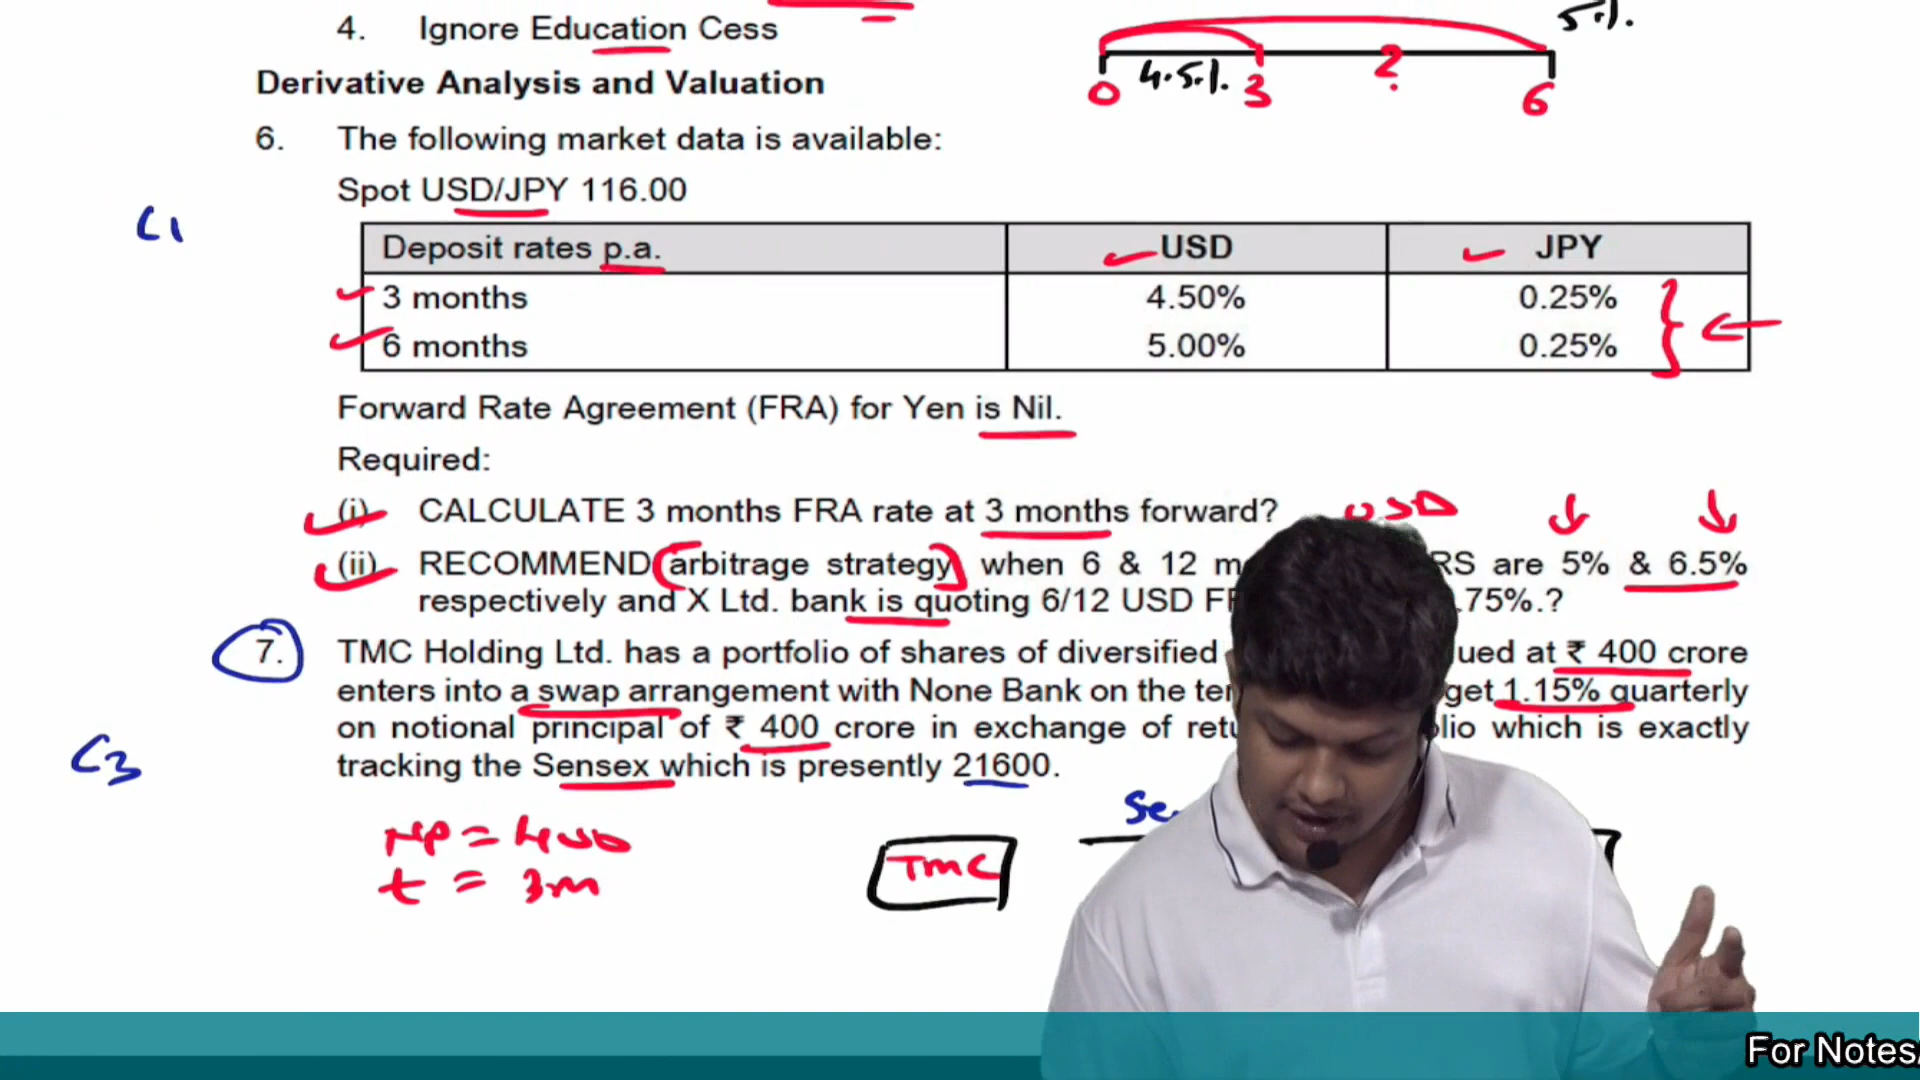 4. Ignore Education Cess
5.1.
Derivative Analysis and Valuation
0 4.5.1. 3 ? 6
6. The following market data is available:
Spot USD/JPY 116.00
C1
Deposit rates p.a. USD JPY
3 months 4.50% 0.25%
6 months 5.00% 0.25%
Forward Rate Agreement (FRA) for Yen is Nil.
Required:
(i) CALCULATE 3 months FRA rate at 3 months forward?
USD
(ii) RECOMMEND arbitrage strategy when 6 & 12 m RS are 5% & 6.5%
respectively and X Ltd. bank is quoting 6/12 USD .75%.?
7. TMC Holding Ltd. has a portfolio of shares of diversified ued at ₹ 400 crore
enters into a swap arrangement with None Bank on the get 1.15% quarterly
on notional principal of ₹ 400 crore in exchange of which is exactly
C3
tracking the Sensex which is presently 21600.
Se
NP = 400
TMC
t = 3m
For Notes